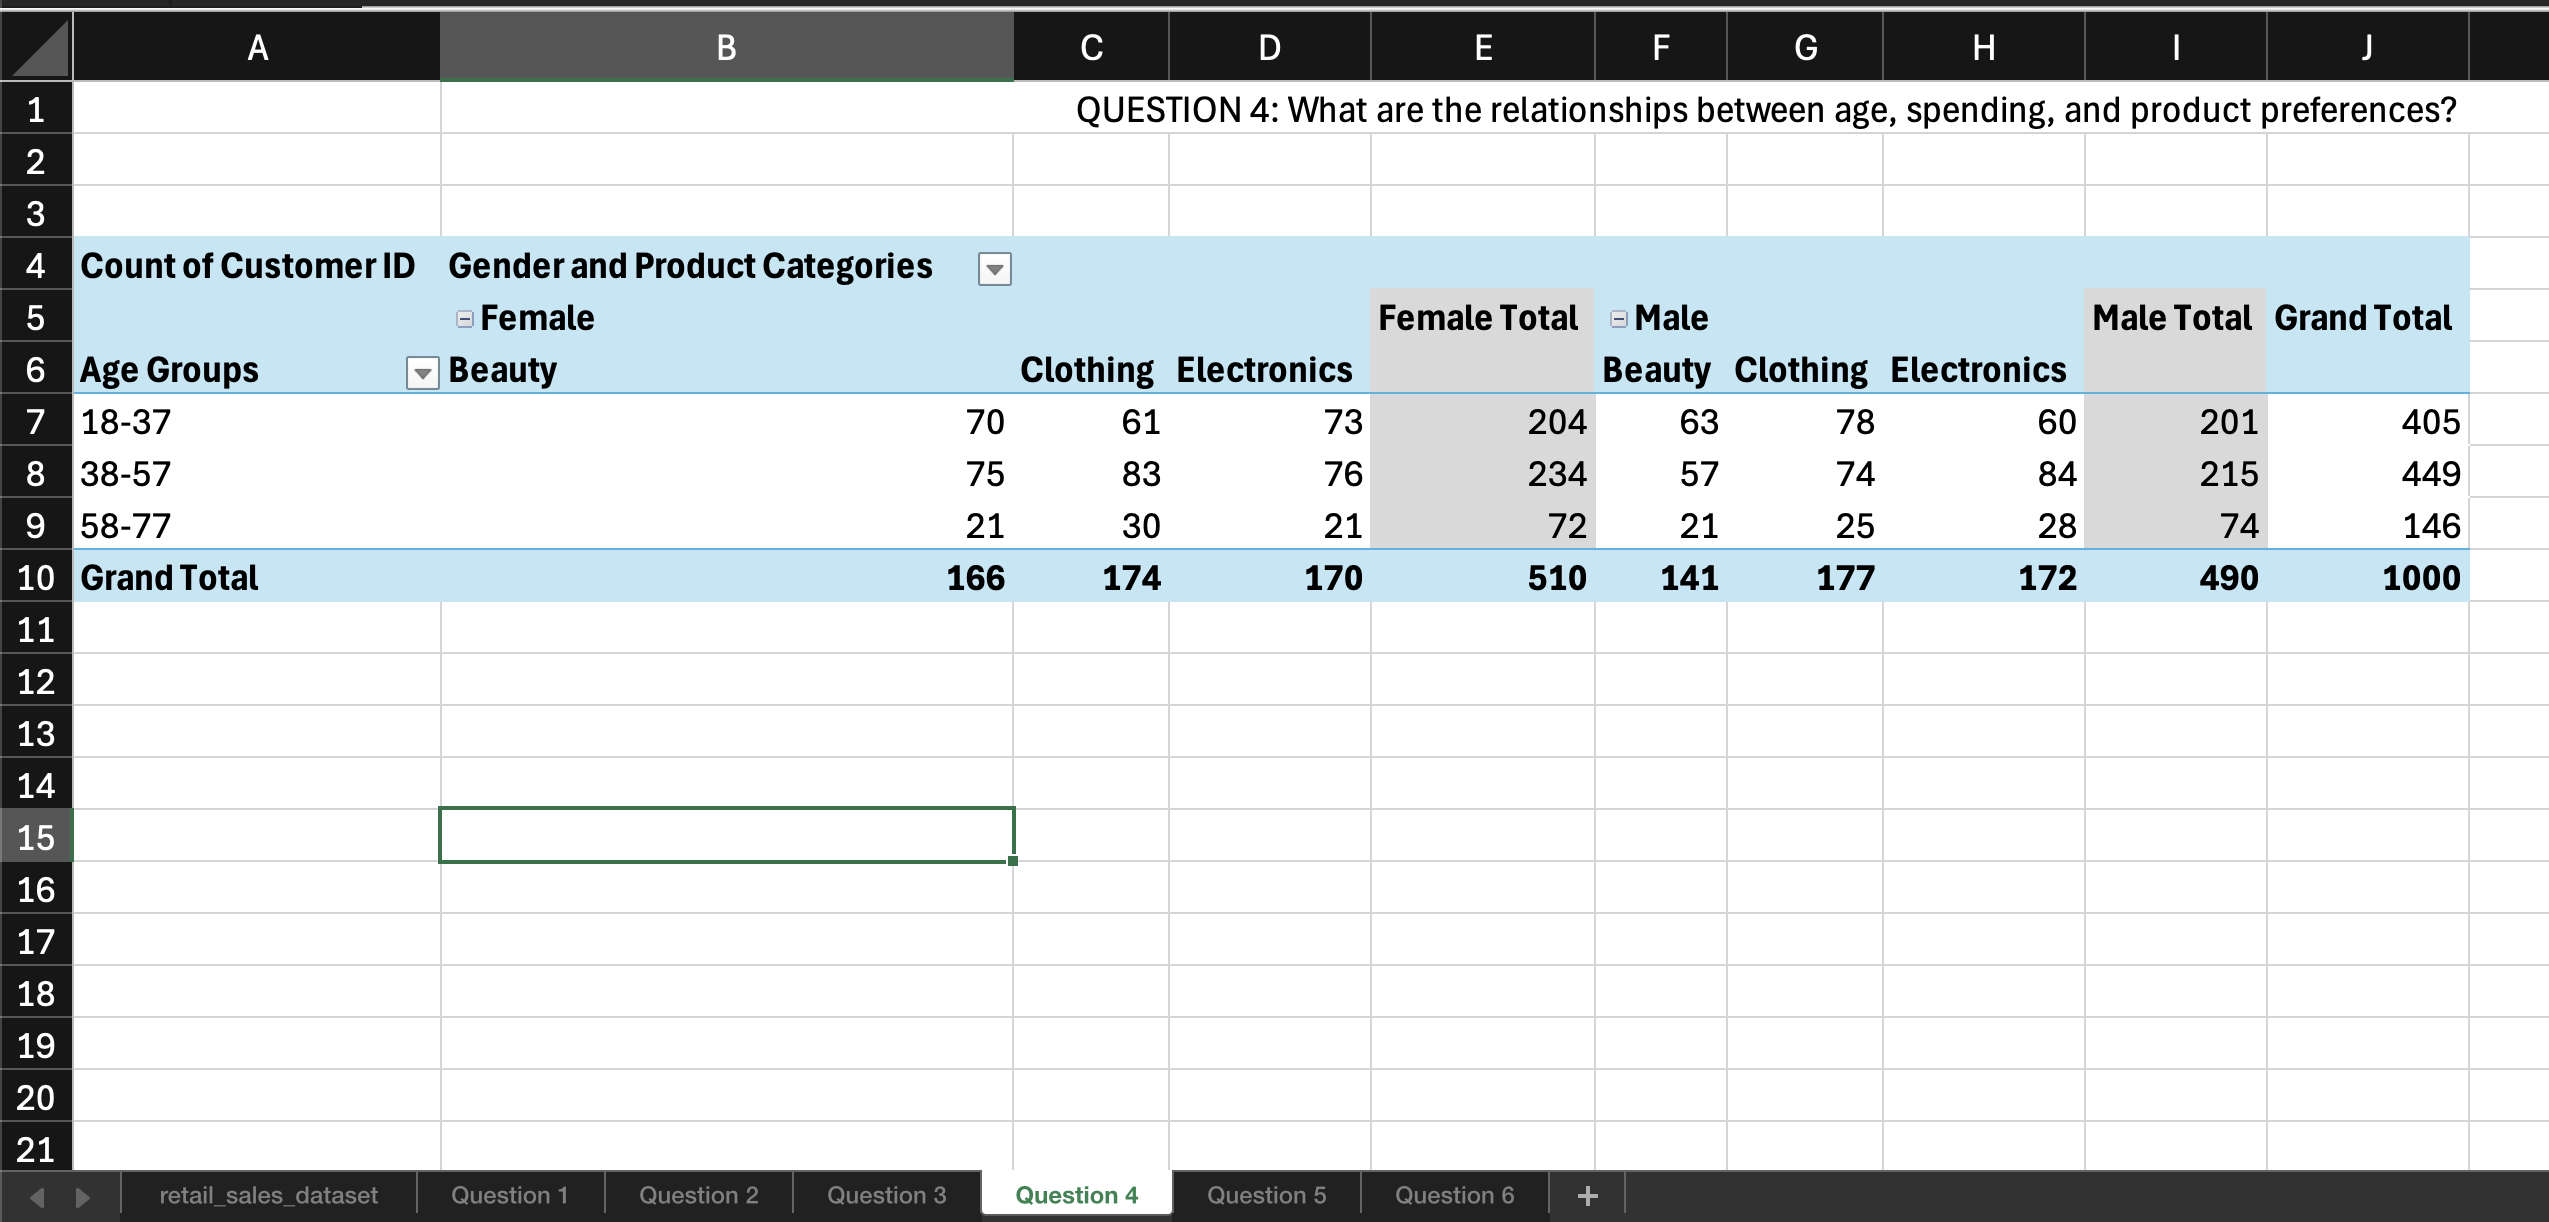 A B C D E F G H I J
1 QUESTION 4: What are the relationships between age, spending, and product preferences?
2
3
4 Count of Customer ID Gender and Product Categories
5 Female Female Total Male Male Total Grand Total
6 Age Groups Beauty Clothing Electronics Beauty Clothing Electronics
7 18-37 70 61 73 204 63 78 60 201 405
8 38-57 75 83 76 234 57 74 84 215 449
9 58-77 21 30 21 72 21 25 28 74 146
10 Grand Total 166 174 170 510 141 177 172 490 1000
11
12
13
14
15
16
17
18
19
20
21
retail_sales_dataset Question 1 Question 2 Question 3 Question 4 Question 5 Question 6 +